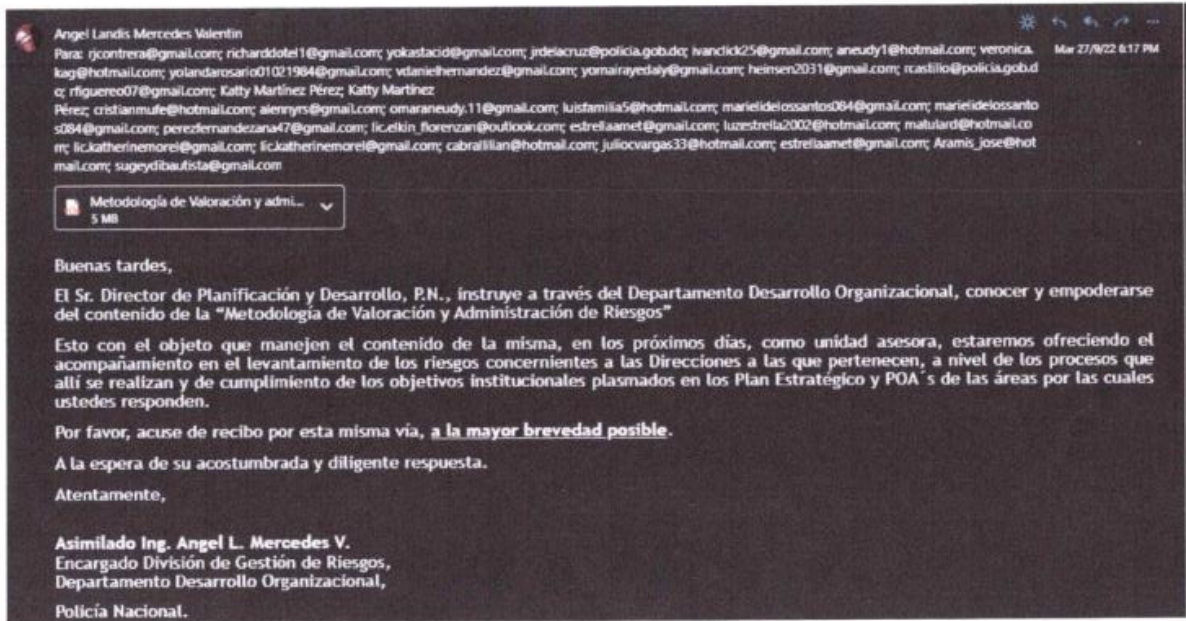 Angel Landis Mercedes Valentin
Para: rjcontrera@gmail.com; richarddotel1@gmail.com; yokastacid@gmail.com; jrdelacruz@policia.gob.do; ivandick25@gmail.com; aneudy1@hotmail.com; veronica.
Mar 27/9/22 6:17 PM
kag@hotmail.com; yolandarosario01021984@gmail.com; vdanielhernandez@gmail.com; yomairayedaly@gmail.com; heinsen2031@gmail.com; rcastillo@policia.gob.d
o; rfiguereo07@gmail.com; Katty Martínez Pérez; Katty Martínez
Pérez; cristianmufe@hotmail.com; alennyrs@gmail.com; omaraneudy.11@gmail.com; luisfamilia5@hotmail.com; marielidelossantos084@gmail.com; marielidelossanto
s084@gmail.com; perezfernandezana47@gmail.com; lic.elkin_florenzan@outlook.com; estrellaamet@gmail.com; luzestrella2002@hotmail.com; matulard@hotmail.co
m; lic.katherinemorel@gmail.com; lic.katherinemorel@gmail.com; cabrallilian@hotmail.com; juliocvargas33@hotmail.com; estrellaamet@gmail.com; Aramis_jose@hot
mail.com; sugeydibautista@gmail.com
Metodología de Valoración y admi...
5 MB
Buenas tardes,
El Sr. Director de Planificación y Desarrollo, P.N., instruye a través del Departamento Desarrollo Organizacional, conocer y empoderarse
del contenido de la “Metodología de Valoración y Administración de Riesgos”
Esto con el objeto que manejen el contenido de la misma, en los próximos días, como unidad asesora, estaremos ofreciendo el
acompañamiento en el levantamiento de los riesgos concernientes a las Direcciones a las que pertenecen, a nivel de los procesos que
allí se realizan y de cumplimiento de los objetivos institucionales plasmados en los Plan Estratégico y POA´s de las áreas por las cuales
ustedes responden.
Por favor, acuse de recibo por esta misma vía, a la mayor brevedad posible.
A la espera de su acostumbrada y diligente respuesta.
Atentamente,
Asimilado Ing. Angel L. Mercedes V.
Encargado División de Gestión de Riesgos,
Departamento Desarrollo Organizacional,
Policía Nacional.